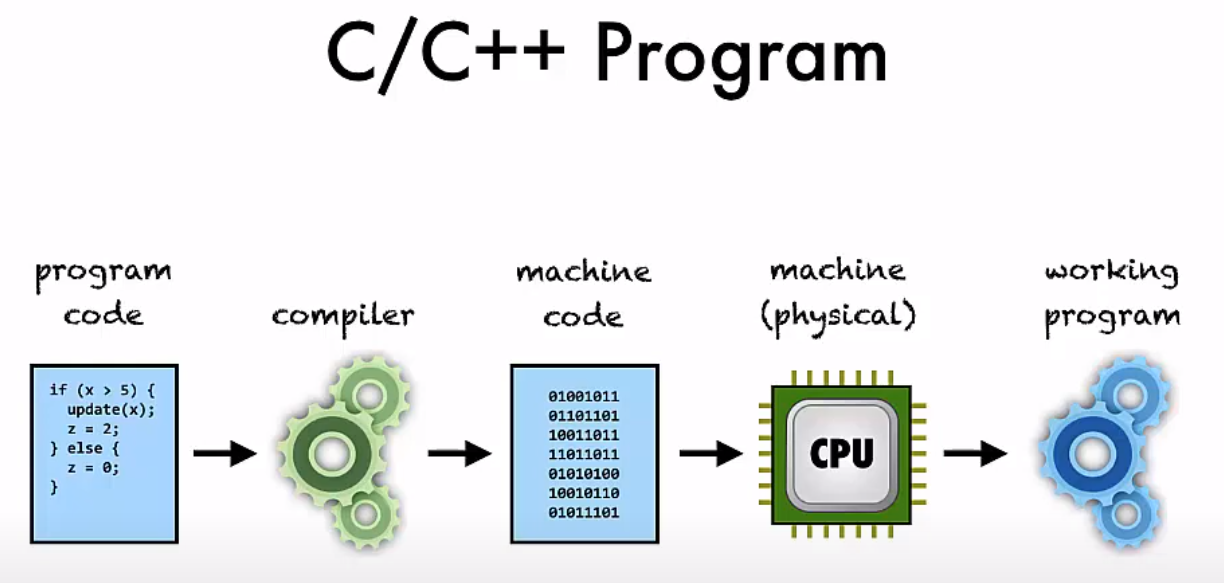 C/C++ Program
program
code
compiler
machine
code
machine
(physical)
working
program
if (x > 5) {
  update(x);
  z = 2;
} else {
  z = 0;
}
01001011
01101101
10011011
11011011
01010100
10010110
01011101
CPU